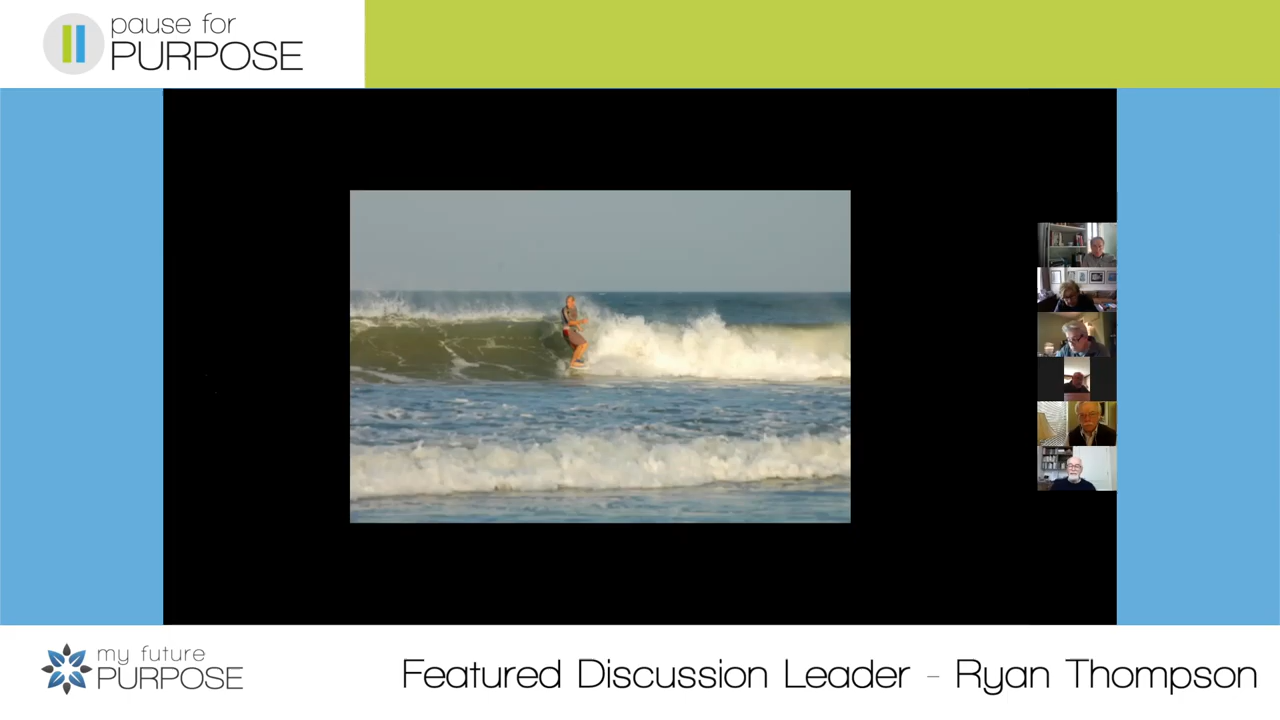 pause for
PURPOSE
my future
PURPOSE
Featured Discussion Leader - Ryan Thompson